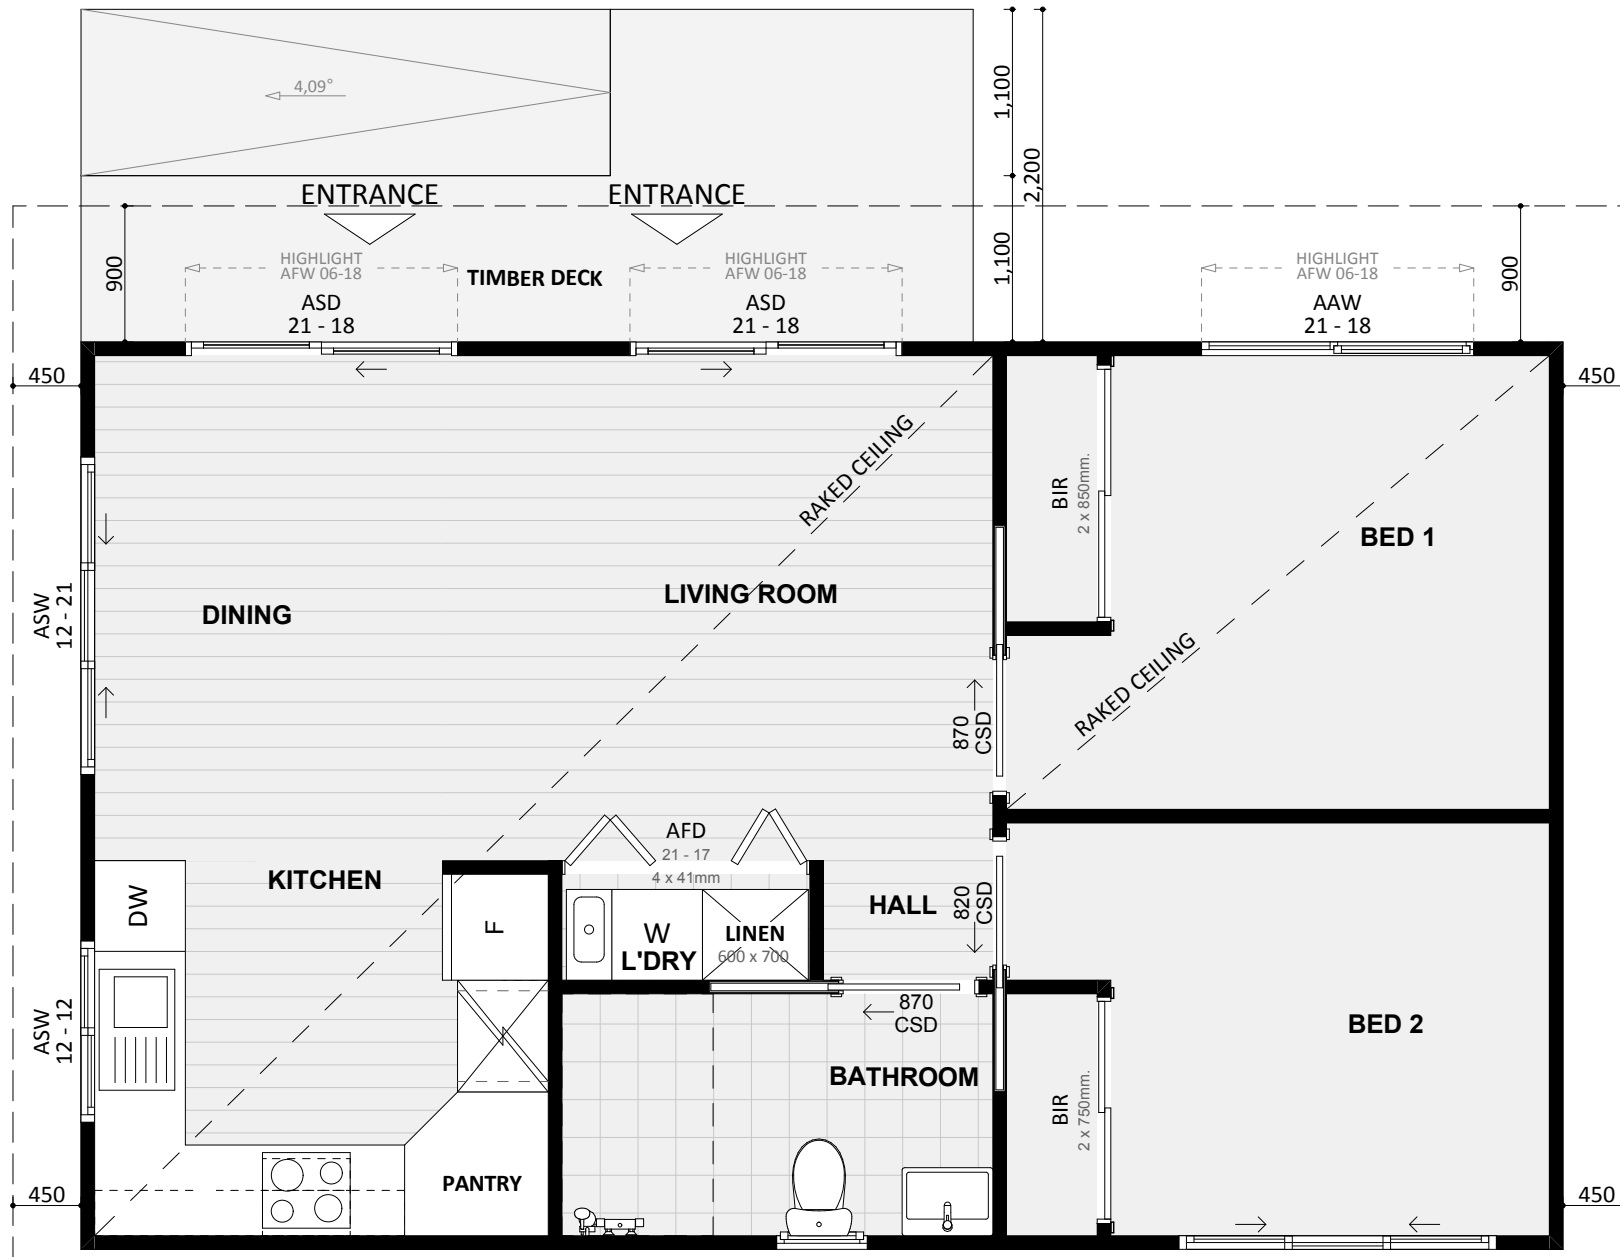 4,09°
1,100
2,200
1,100
ENTRANCE
ENTRANCE
900
HIGHLIGHT
AFW 06-18
ASD
21 - 18
TIMBER DECK
HIGHLIGHT
AFW 06-18
ASD
21 - 18
HIGHLIGHT
AFW 06-18
AAW
21 - 18
900
450
450
RAKED CEILING
BIR
2 x 850mm.
BED 1
ASW
12 - 21
DINING
LIVING ROOM
RAKED CEILING
870
CSD
AFD
21 - 17
4 x 41mm
KITCHEN
DW
F
W
L'DRY
LINEN
600 x 700
HALL
820
CSD
870
CSD
BED 2
ASW
12 - 12
BATHROOM
BIR
2 x 750mm.
PANTRY
450
450